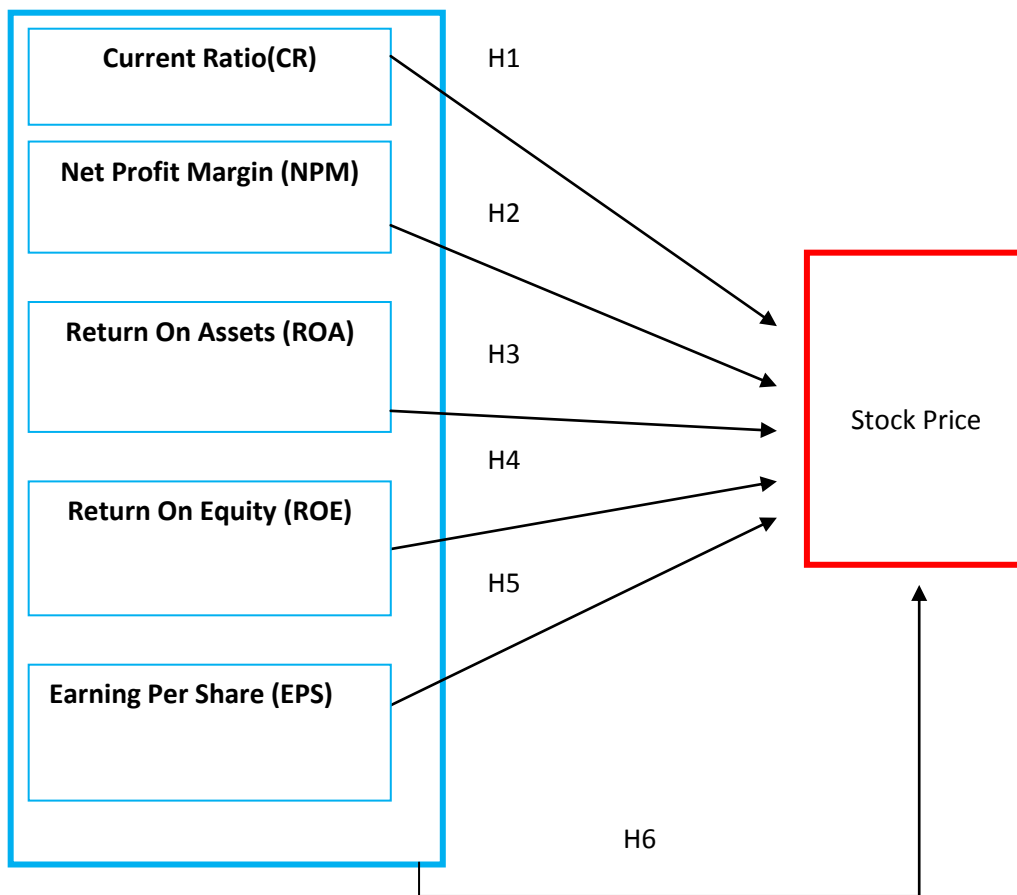 Current Ratio(CR)
H1
Net Profit Margin (NPM)
H2
Return On Assets (ROA)
H3
Stock Price
H4
Return On Equity (ROE)
H5
Earning Per Share (EPS)
H6